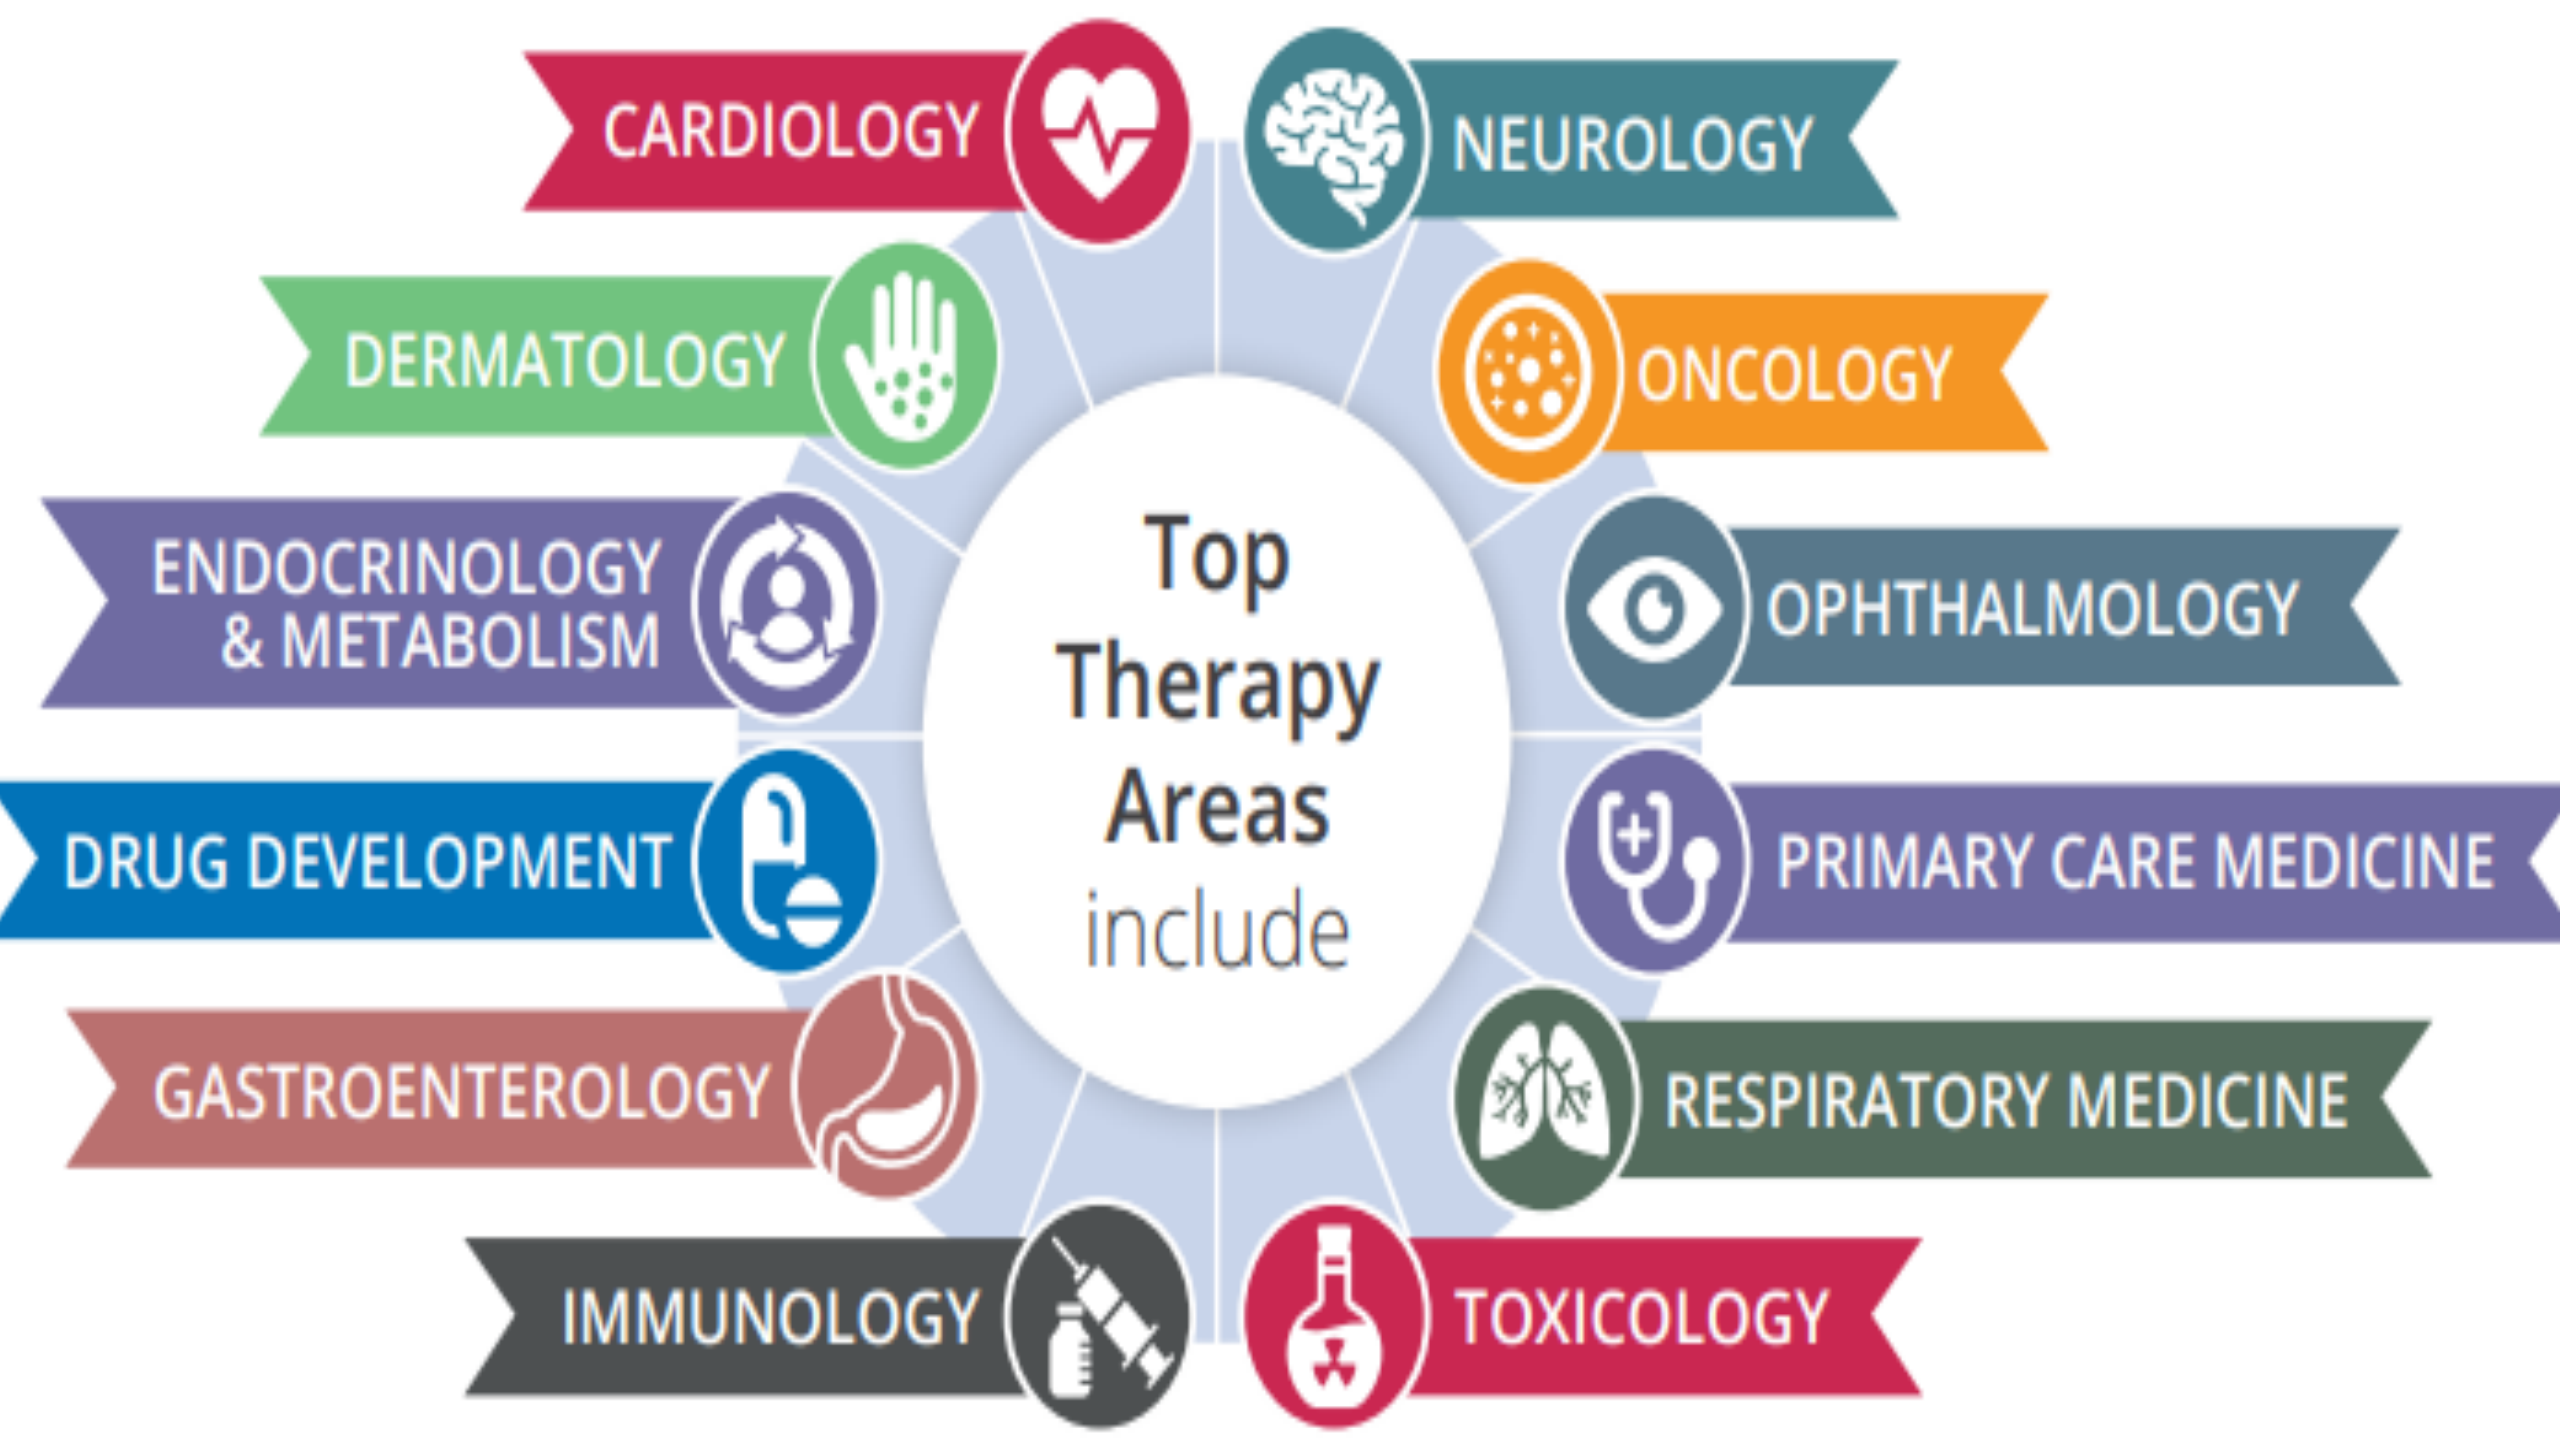 CARDIOLOGY
NEUROLOGY
DERMATOLOGY
ONCOLOGY
ENDOCRINOLOGY
& METABOLISM
OPHTHALMOLOGY
Top
Therapy
Areas
include
DRUG DEVELOPMENT
PRIMARY CARE MEDICINE
GASTROENTEROLOGY
RESPIRATORY MEDICINE
IMMUNOLOGY
TOXICOLOGY